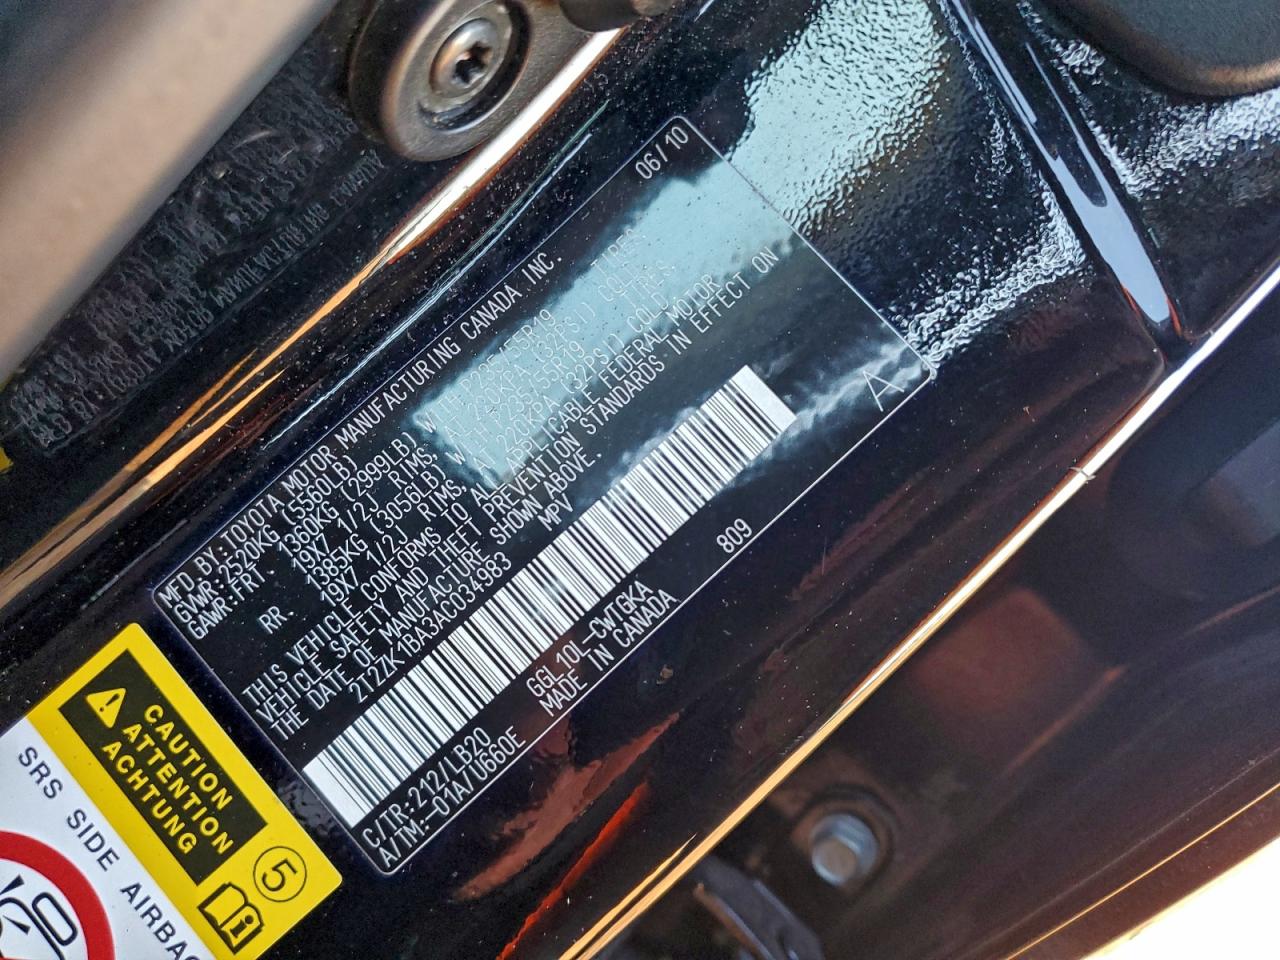 MFD.BY:TOYOTA MOTOR MANUFACTURING CANADA INC. 06/10
GVWR:2520KG (5560LB)
GAWR:FRT. 1360KG (2999LB) WITH P235/55R19 TIRES,
19X7 1/2J RIMS, AT 220KPA (32PSI) COLD
RR. 1385KG (3056LB) WITH P235/55R19 TIRES,
19X7 1/2J RIMS, AT 220KPA (32PSI) COLD.
THIS VEHICLE CONFORMS TO ALL APPLICABLE FEDERAL MOTOR
VEHICLE SAFETY AND THEFT PREVENTION STANDARDS IN EFFECT ON
THE DATE OF MANUFACTURE SHOWN ABOVE.
2T2ZK1BA3AC034983 MPV
A
C/TR:212/LB20 GGL10L-CWTGKA 809
A/TM:-01A/U660E MADE IN CANADA
CAUTION
ATTENTION
ACHTUNG
5
SRS SIDE AIRBAG